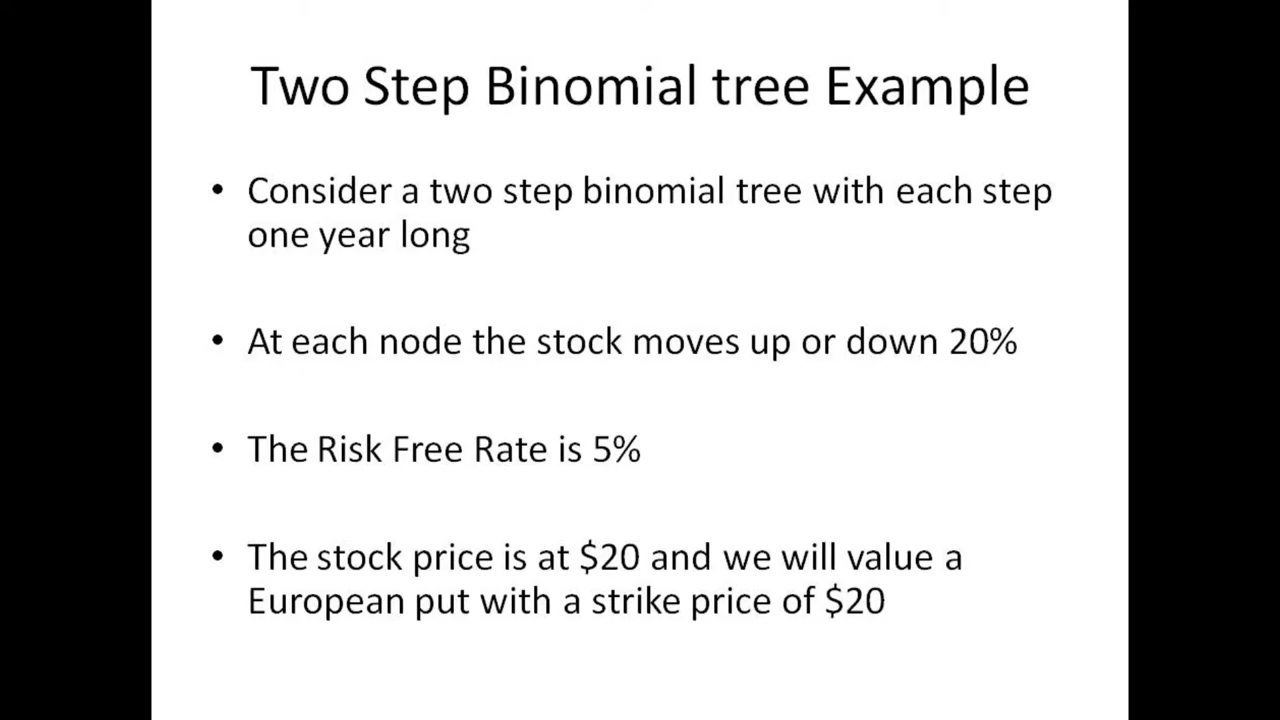 Two Step Binomial tree Example
• Consider a two step binomial tree with each step
one year long
• At each node the stock moves up or down 20%
• The Risk Free Rate is 5%
• The stock price is at $20 and we will value a
European put with a strike price of $20